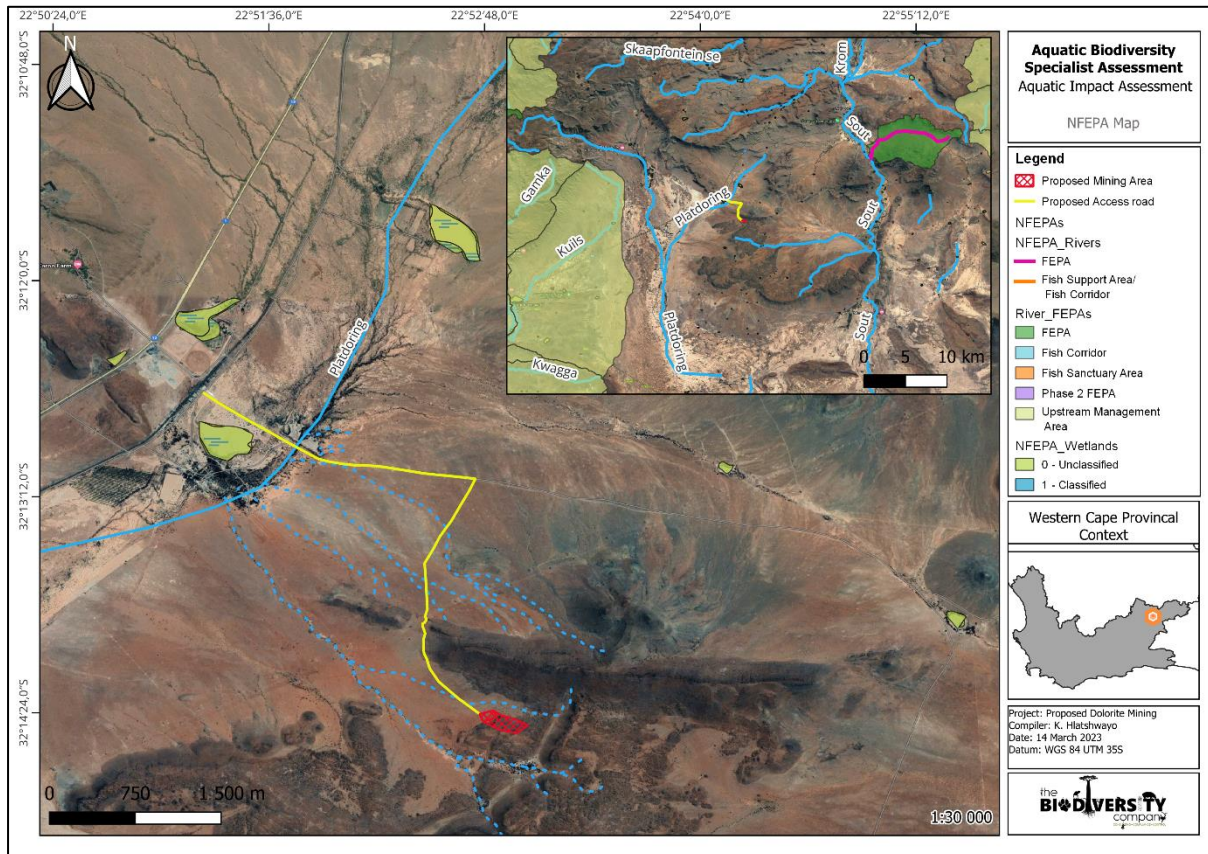 22°50'24,0"E
22°51'36,0"E
22°52'48,0"E
22°54'0,0"E
22°55'12,0"E
32°10'48,0"S
32°12'0,0"S
32°13'12,0"S
32°14'24,0"S
N
Platdoring
0 750 1 500 m
1:30 000
Skaapfontein se
Krom
Sout
Gamka
Kuils
Platdoring
Sout
Platdoring
Sout
Kwagga
0 5 10 km
Aquatic Biodiversity
Specialist Assessment
Aquatic Impact Assessment
NFEPA Map
Legend
Proposed Mining Area
Proposed Access road
NFEPAs
NFEPA_Rivers
FEPA
Fish Support Area/
Fish Corridor
River_FEPAs
FEPA
Fish Corridor
Fish Sanctuary Area
Phase 2 FEPA
Upstream Management
Area
NFEPA_Wetlands
0 - Unclassified
1 - Classified
Western Cape Provincal
Context
Project: Proposed Dolorite Mining
Compiler: K. Hlatshwayo
Date: 14 March 2023
Datum: WGS 84 UTM 35S
the
BIODIVERSITY
company